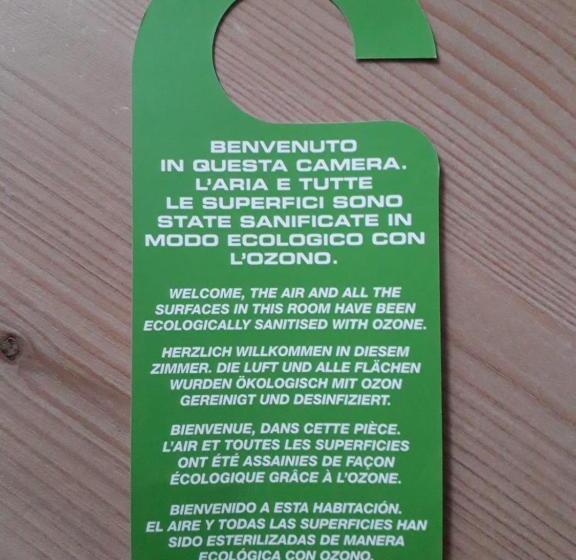 BENVENUTO
IN QUESTA CAMERA.
L'ARIA E TUTTE
LE SUPERFICI SONO
STATE SANIFICATE IN
MODO ECOLOGICO CON
L'OZONO.
WELCOME, THE AIR AND ALL THE
SURFACES IN THIS ROOM HAVE BEEN
ECOLOGICALLY SANITISED WITH OZONE.
HERZLICH WILLKOMMEN IN DIESEM
ZIMMER. DIE LUFT UND ALLE FLÄCHEN
WURDEN ÖKOLOGISCH MIT OZON
GEREINIGT UND DESINFIZIERT.
BIENVENUE, DANS CETTE PIÈCE.
L'AIR ET TOUTES LES SUPERFICIES
ONT ÉTÉ ASSAINIES DE FAÇON
ÉCOLOGIQUE GRÂCE À L'OZONE.
BIENVENIDO A ESTA HABITACIÓN.
EL AIRE Y TODAS LAS SUPERFICIES HAN
SIDO ESTERILIZADAS DE MANERA
ECOLÓGICA CON OZONO.